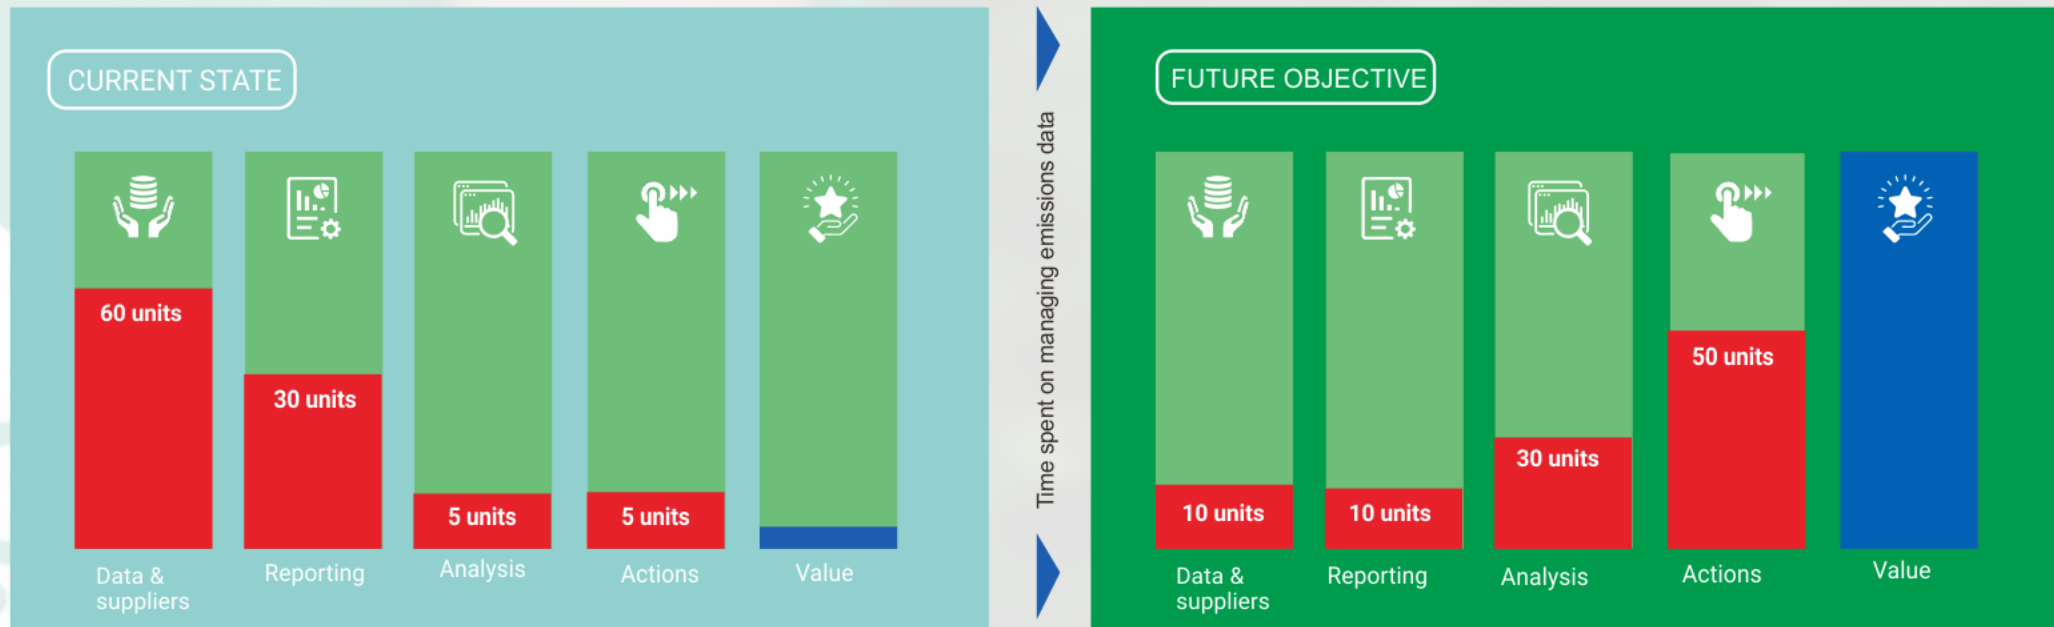 CURRENT STATE
60 units
30 units
5 units
5 units
Data &
suppliers
Reporting
Analysis
Actions
Value
Time spent on managing emissions data
FUTURE OBJECTIVE
10 units
10 units
30 units
50 units
Data &
suppliers
Reporting
Analysis
Actions
Value